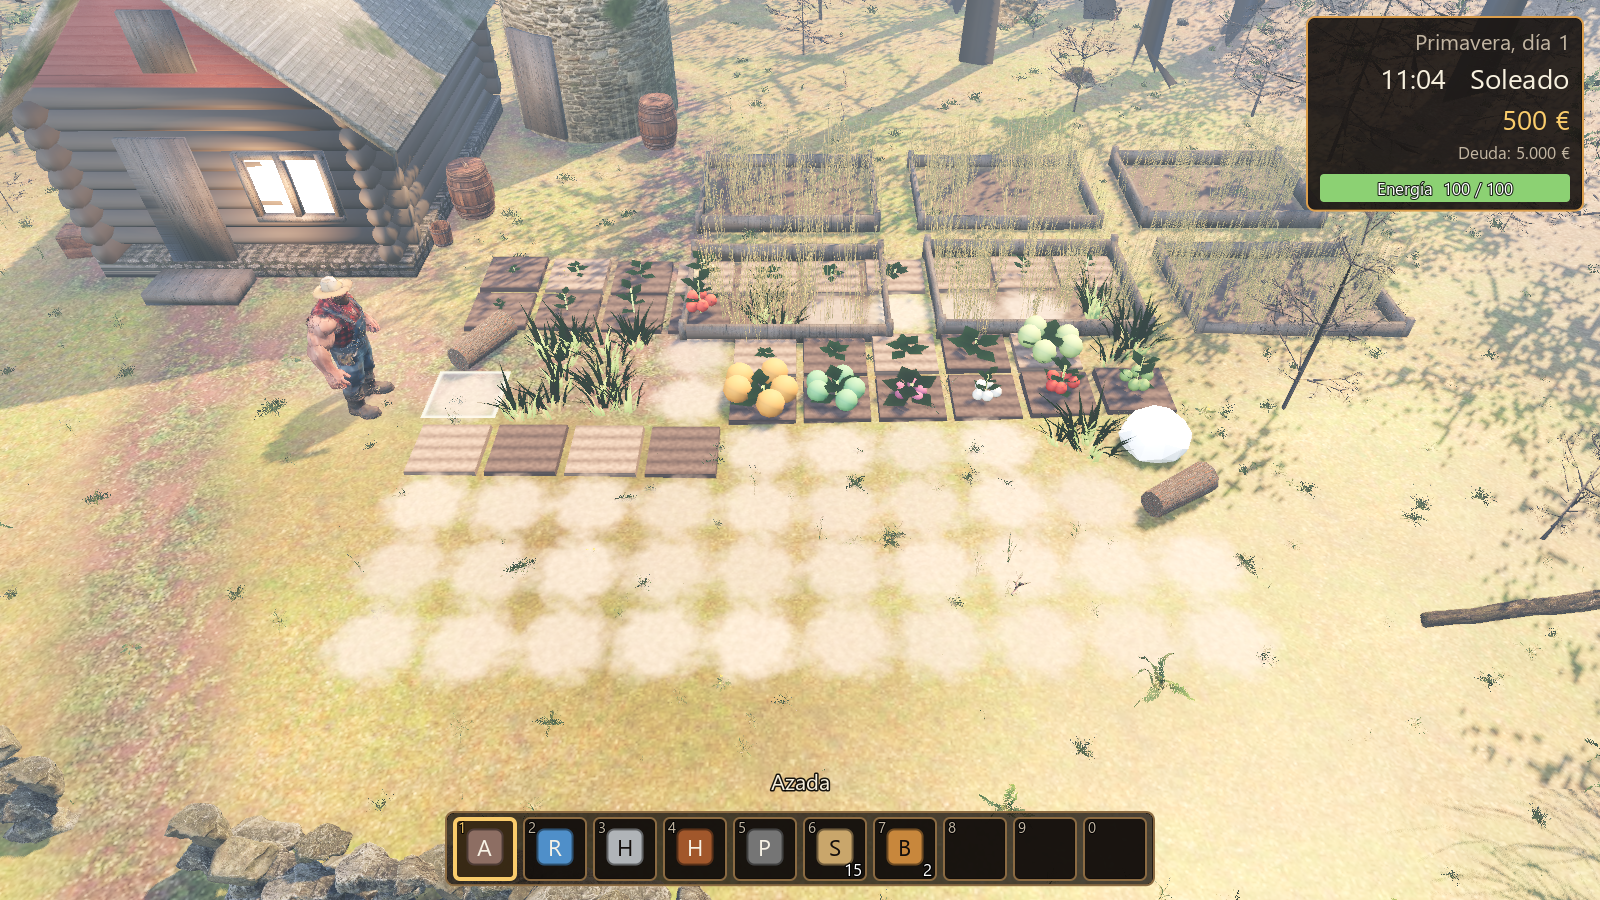 Primavera, día 1
11:04 Soleado
500 €
Deuda: 5.000 €
Energía 100 / 100
Azada
1 2 3 4 5 6 7 8 9 0
A R H H P S B
15 2